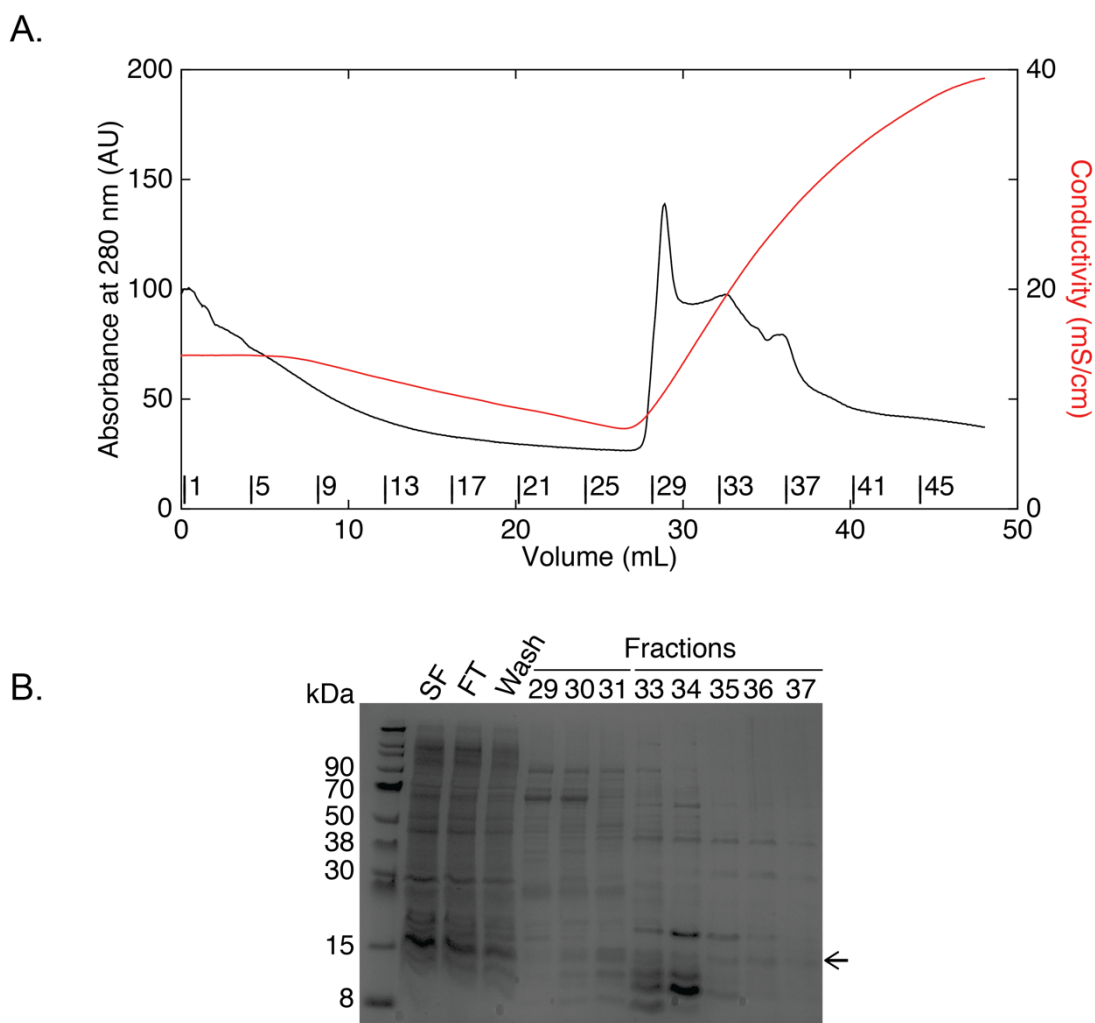 A.
200
150
100
50
0
Absorbance at 280 nm (AU)
40
20
0
Conductivity (mS/cm)
|1 |5 |9 |13 |17 |21 |25 |29 |33 |37 |41 |45
0 10 20 30 40 50
Volume (mL)
B.
Fractions
kDa SF FT Wash 29 30 31 33 34 35 36 37
90
70
50
38
30
15
8